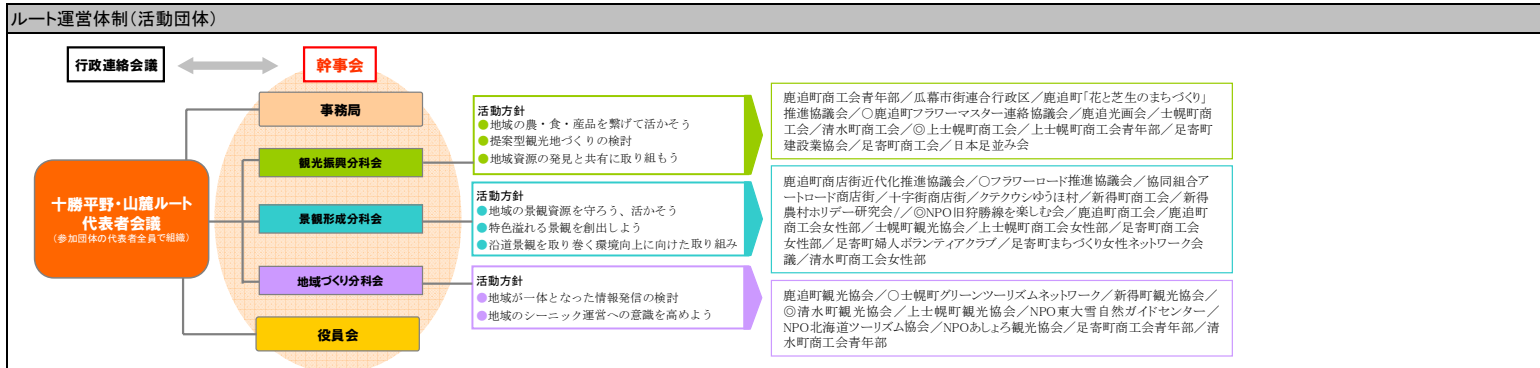 ルート運営体制(活動団体)
行政連絡会議
幹事会
十勝平野・山麓ルート
代表者会議
(参加団体の代表者全員で組織)
事務局
観光振興分科会
景観形成分科会
地域づくり分科会
役員会
活動方針
●地域の農・食・産品を繋げて活かそう
●提案型観光地づくりの検討
●地域資源の発見と共有に取り組もう
鹿追町商工会青年部／瓜幕市街連合行政区／鹿追町「花と芝生のまちづくり」
推進協議会／○鹿追町フラワーマスター連絡協議会／鹿追光画会／士幌町商
工会／清水町商工会／◎上士幌町商工会／上士幌町商工会青年部／足寄町
建設業協会／足寄町商工会／日本足並み会
活動方針
●地域の景観資源を守ろう、活かそう
●特色溢れる景観を創出しよう
●沿道景観を取り巻く環境向上に向けた取り組み
鹿追町商店街近代化推進協議会／○フラワーロード推進協議会／協同組合ア
ートロード商店街／十字街商店街／クテクウシゆうほ村／新得町商工会／新得
農村ホリデー研究会／/◎NPO旧狩勝線を楽しむ会／鹿追町商工会／鹿追町
商工会女性部／士幌町観光協会／上士幌町商工会女性部／足寄町商工会
女性部／足寄町婦人ボランティアクラブ／足寄町まちづくり女性ネットワーク会
議／清水町商工会女性部
活動方針
●地域が一体となった情報発信の検討
●地域のシーニック運営への意識を高めよう
鹿追町観光協会／○士幌町グリーンツーリズムネットワーク／新得町観光協会／
◎清水町観光協会／上士幌町観光協会／NPO東大雪自然ガイドセンター／
NPO北海道ツーリズム協会／NPOあしょろ観光協会／足寄町商工会青年部／清
水町商工会青年部